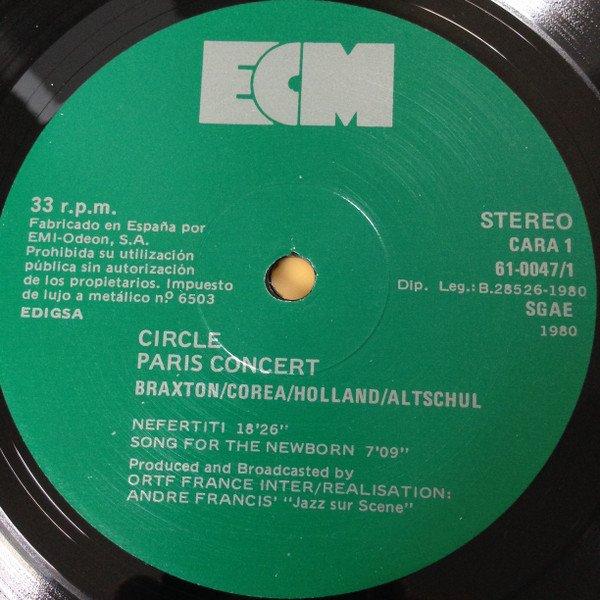 ECM
33 r.p.m.
Fabricado en España por
EMI-Odeon, S.A.
Prohibida su utilización
pública sin autorización
de los propietarios. Impuesto
de lujo a metálico nº 6503
EDIGSA
STEREO
CARA 1
61-0047/1
Dip. Leg.:B.28526-1980
SGAE
1980
CIRCLE
PARIS CONCERT
BRAXTON/COREA/HOLLAND/ALTSCHUL
NEFERTITI 18'26"
SONG FOR THE NEWBORN 7'09"
Produced and Broadcasted by
ORTF FRANCE INTER/REALISATION:
ANDRE FRANCIS' "Jazz sur Scene"